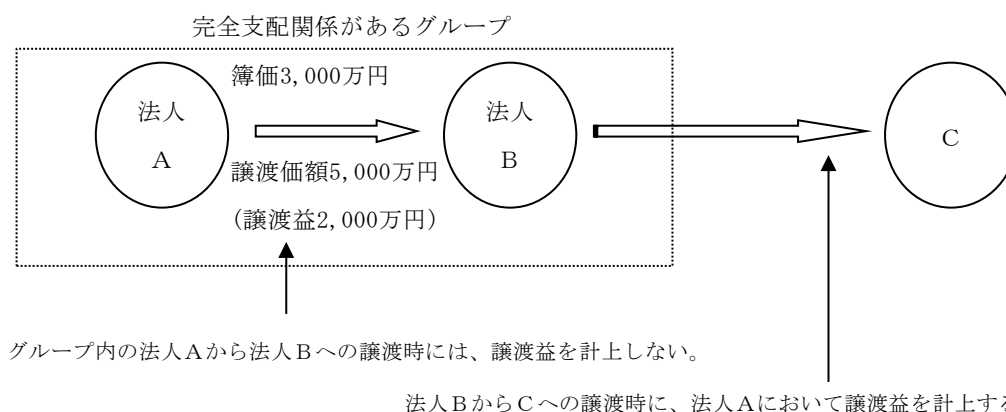 完全支配関係があるグループ
簿価3,000万円
法人
A
法人
B
C
譲渡価額5,000万円
(譲渡益2,000万円)
グループ内の法人Aから法人Bへの譲渡時には、譲渡益を計上しない。
法人BからCへの譲渡時に、法人Aにおいて譲渡益を計上する